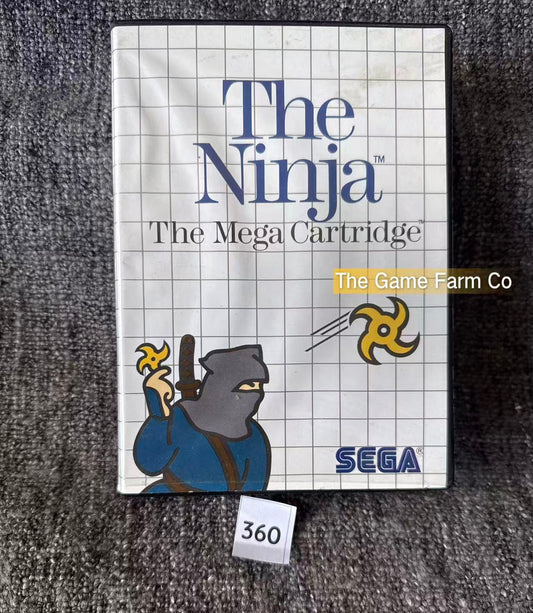 The
Ninja™
The Mega Cartridge™
The Game Farm Co
SEGA®
360